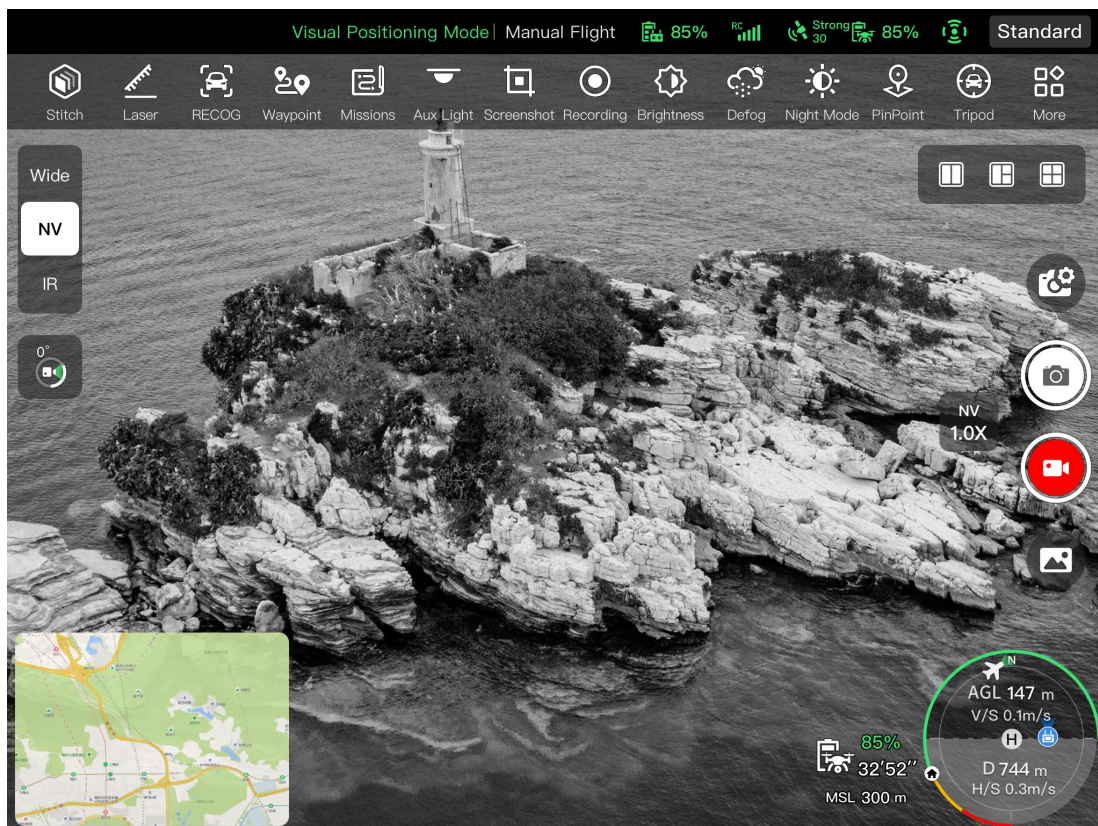 Visual Positioning Mode | Manual Flight
85%
RC
Strong
30
85%
Standard
Stitch
Laser
RECOG
Waypoint
Missions
Aux Light
Screenshot
Recording
Brightness
Defog
Night Mode
PinPoint
Tripod
More
Wide
NV
IR
0°
NV
1.0X
N
AGL 147 m
V/S 0.1m/s
H
D 744 m
H/S 0.3m/s
85%
32'52''
MSL 300 m